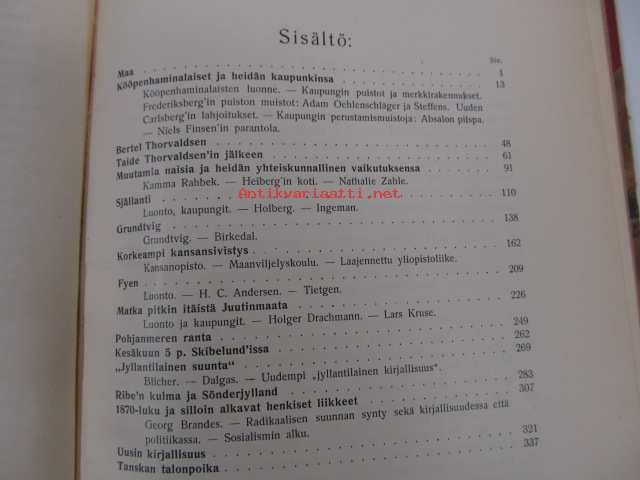 Sisältö:
Siv.
Maa 1
Kööpenhaminalaiset ja heidän kaupunkinsa 13
Kööpenhaminalaisten luonne. — Kaupungin puistot ja merkkirakennukset.
Frederiksberg'in puiston muistot: Adam Oehlenschläger ja Steffens. Uuden
Carlsberg'in lahjoitukset. — Kaupungin perustamismuistoja: Absalon piispa.
— Niels Finsen'in parantola.
Bertel Thorvaldsen 48
Taide Thorvaldsen'in jälkeen 61
Muutamia naisia ja heidän yhteiskunnallinen vaikutuksensa 91
Kamma Rahbek. — Heiberg'in koti. — Nathalie Zahle.
Själlanti 110
Antikvariaatti.net
Luonto, kaupungit. — Holberg. — Ingeman.
Grundtvig 138
Grundtvig. — Birkedal.
Korkeampi kansansivistys 162
Kansanopisto. — Maanviljelyskoulu. — Laajennettu yliopistoliike.
Fyen 209
Luonto. — H. C. Andersen. — Tietgen.
Matka pitkin itäistä Juutinmaata 226
Luonto ja kaupungit. — Holger Drachmann. — Lars Kruse.
Pohjanmeren ranta 249
Kesäkuun 5 p. Skibelund'issa 262
„Jyllantilainen suunta" 269
Blicher. — Dalgas. — Uudempi „jyllantilainen kirjallisuus".
Ribe'n kulma ja Sönderjylland 283
1870-luku ja silloin alkavat henkiset liikkeet 307
Georg Brandes. — Radikaalisen suunnan synty sekä kirjallisuudessa että
politiikassa. — Sosialismin alku.
Uusin kirjallisuus 321
Tanskan talonpoika 337